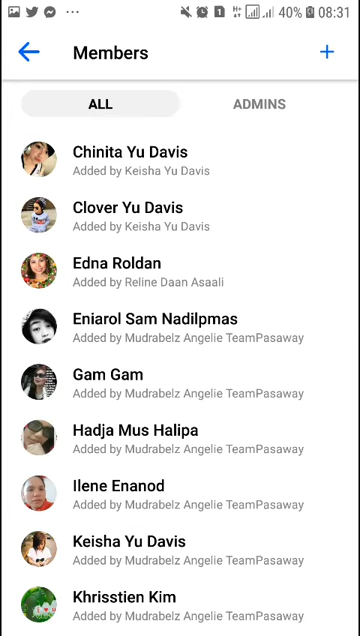 40% 08:31
Members
ALL ADMINS
Chinita Yu Davis
Added by Keisha Yu Davis
Clover Yu Davis
Added by Keisha Yu Davis
Edna Roldan
Added by Reline Daan Asaali
Eniarol Sam Nadilpmas
Added by Mudrabelz Angelie TeamPasaway
Gam Gam
Added by Mudrabelz Angelie TeamPasaway
Hadja Mus Halipa
Added by Mudrabelz Angelie TeamPasaway
Ilene Enanod
Added by Mudrabelz Angelie TeamPasaway
Keisha Yu Davis
Added by Mudrabelz Angelie TeamPasaway
Khrisstien Kim
Added by Mudrabelz Angelie TeamPasaway